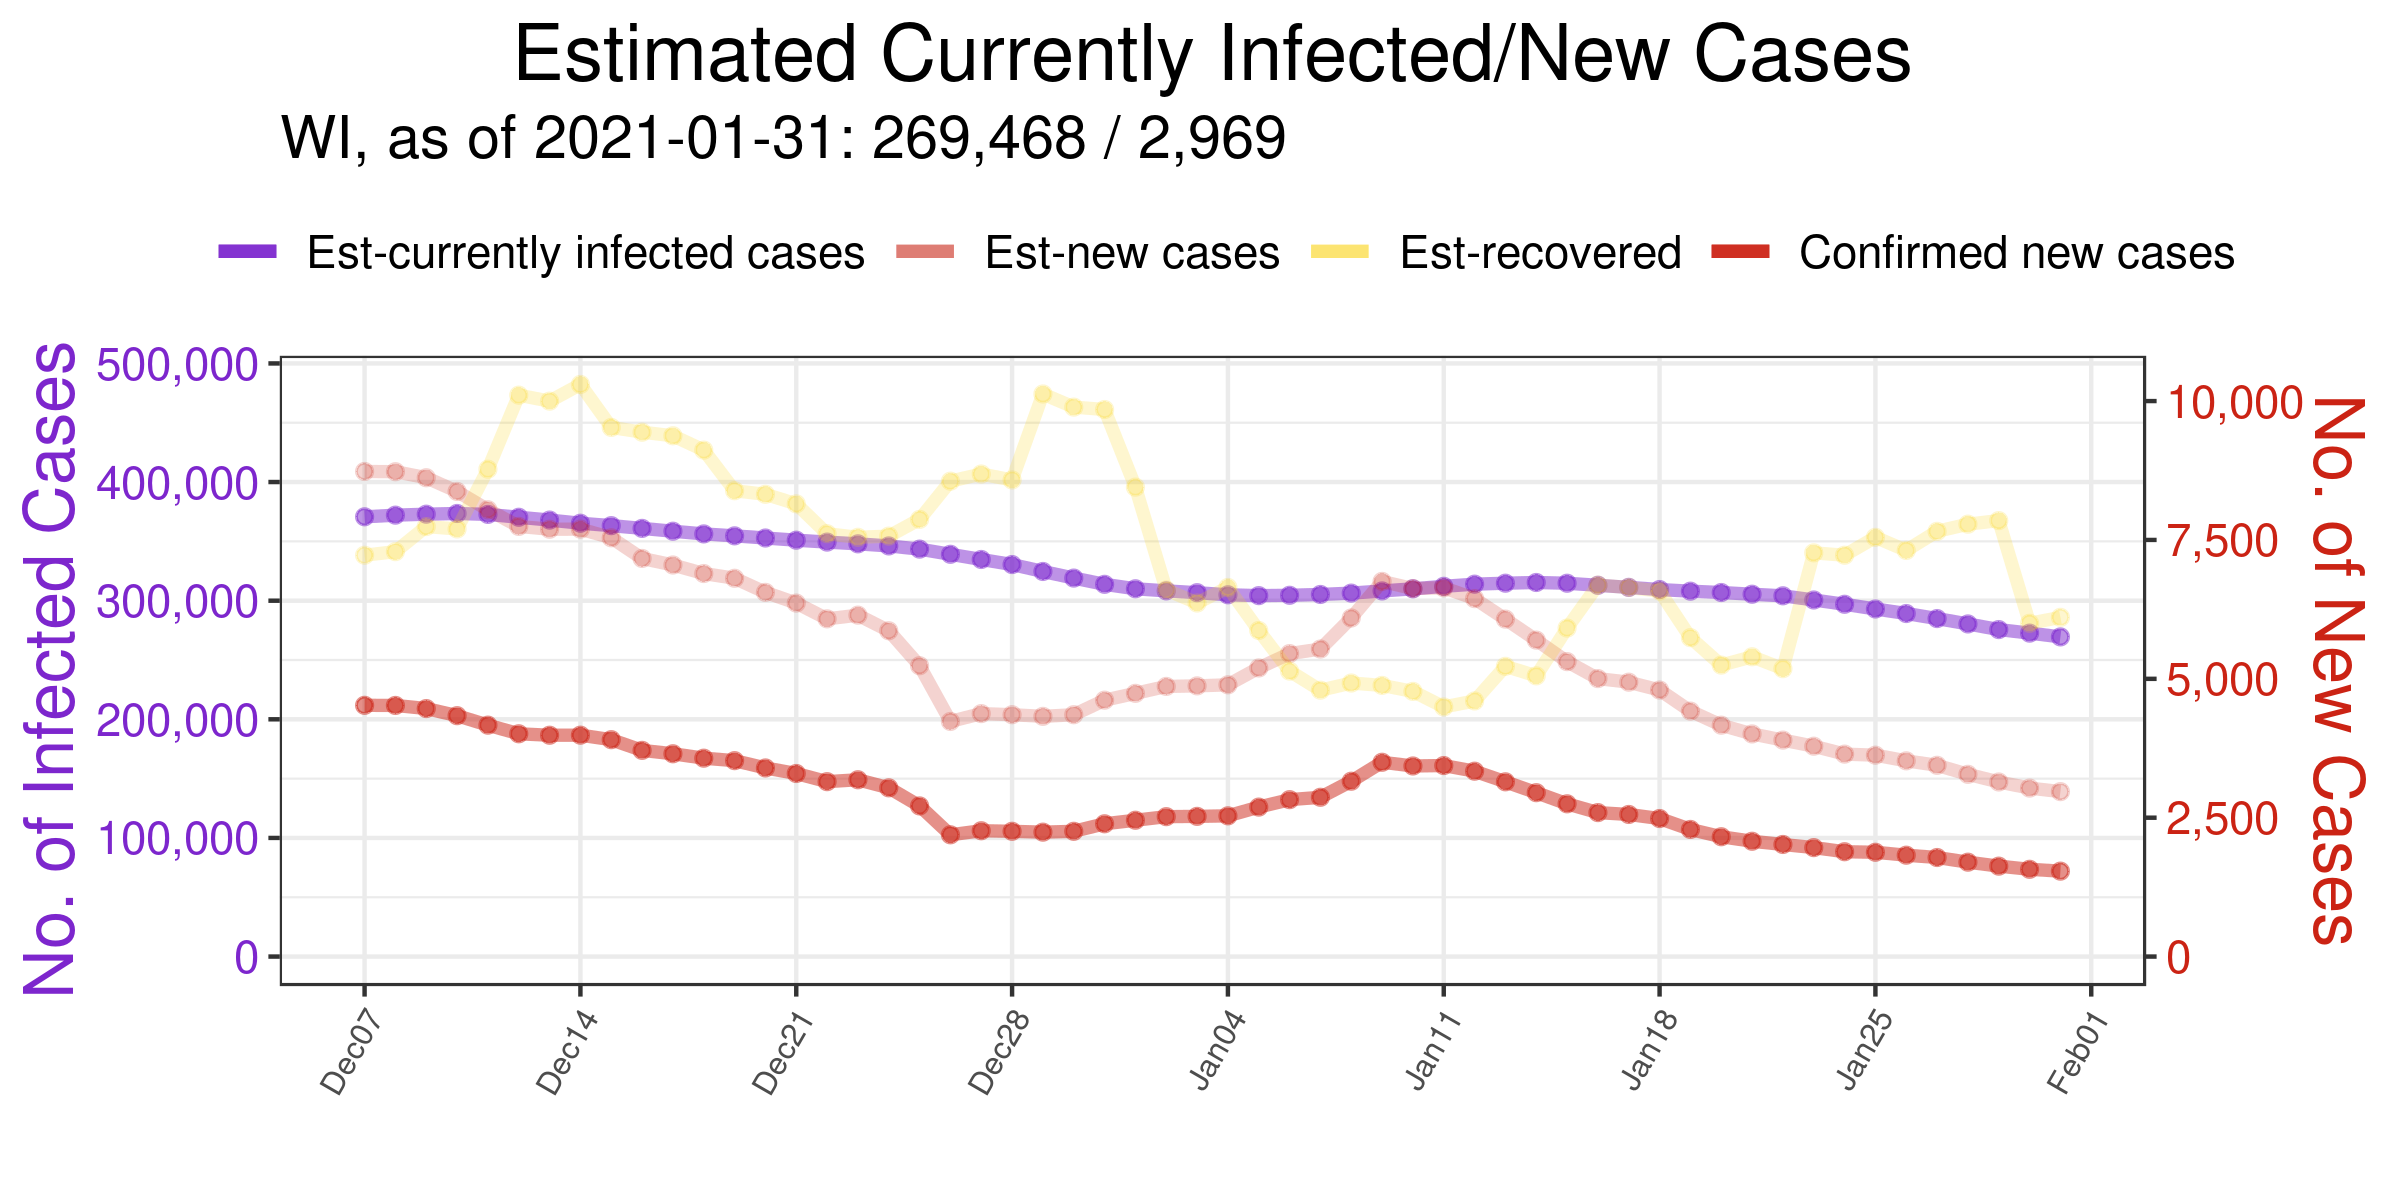 Estimated Currently Infected/New Cases
WI, as of 2021-01-31: 269,468 / 2,969
Est-currently infected cases Est-new cases Est-recovered Confirmed new cases
No. of Infected Cases
500,000
400,000
300,000
200,000
100,000
0
10,000
7,500
5,000
2,500
0
No. of New Cases
Dec07 Dec14 Dec21 Dec28 Jan04 Jan11 Jan18 Jan25 Feb01